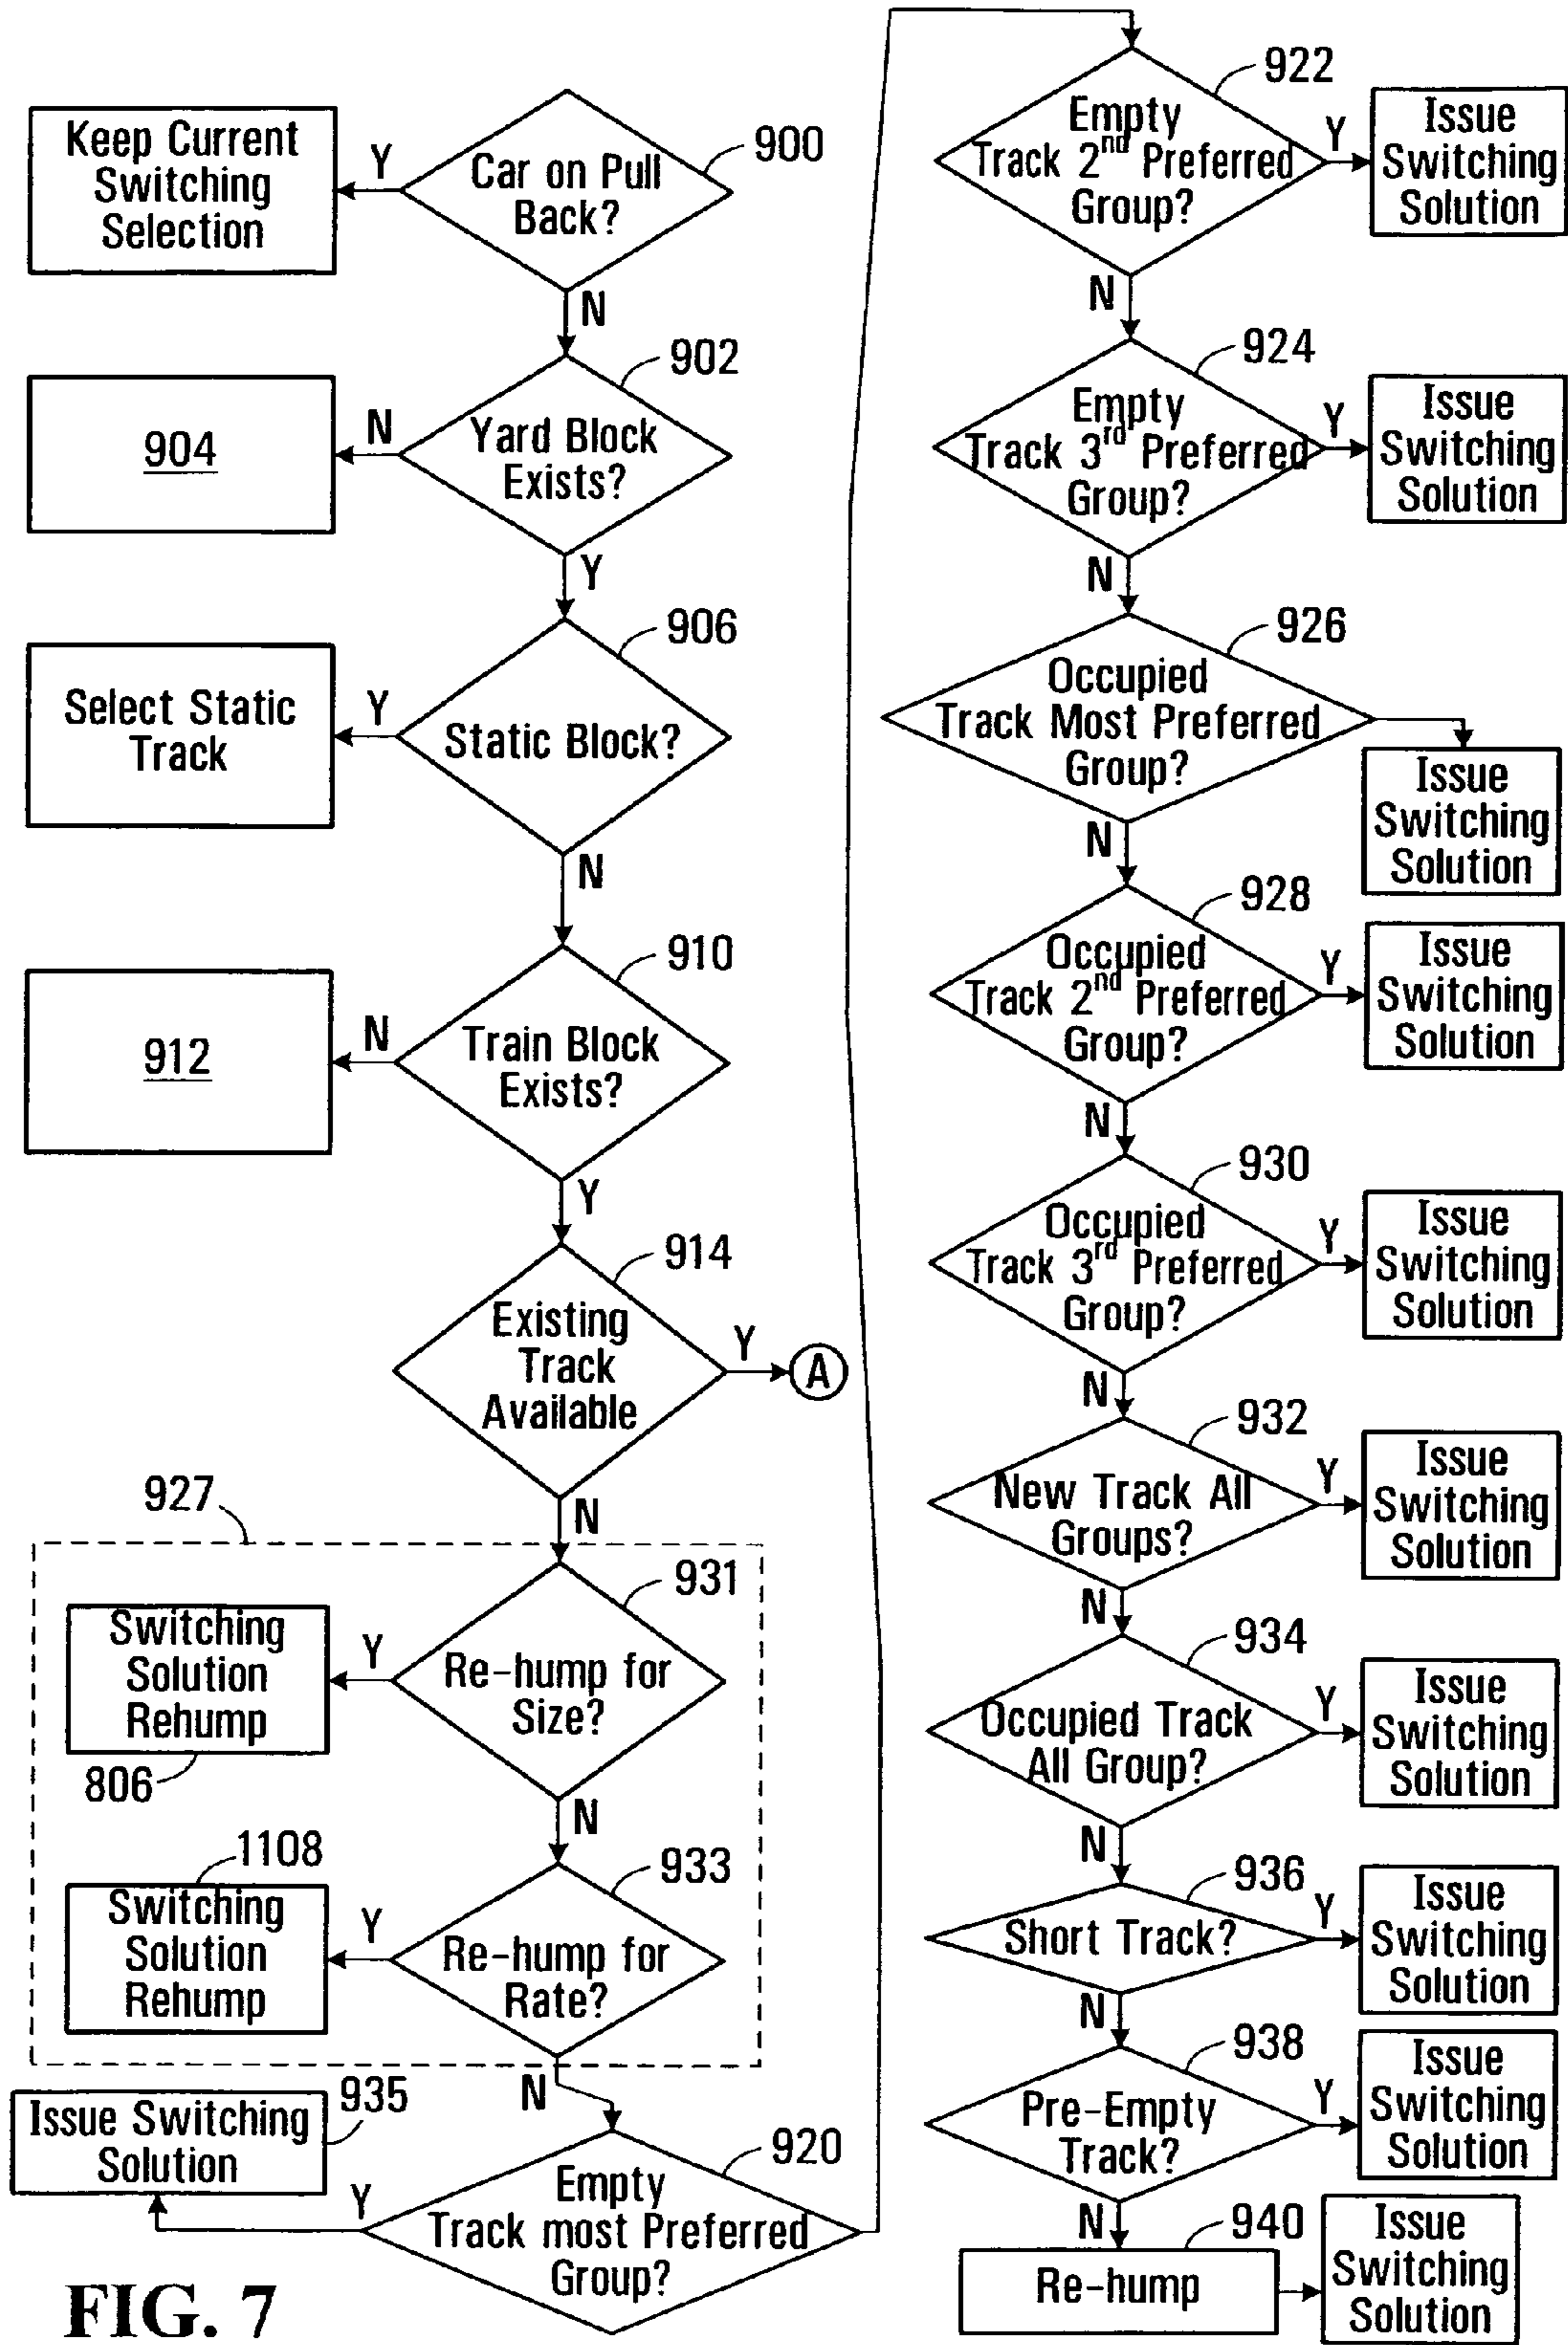 Keep Current
Switching
Selection
Y
Car on Pull
Back?
900
N
902
904
N
Yard Block
Exists?
Y
906
Select Static
Track
Y
Static Block?
N
910
912
N
Train Block
Exists?
Y
914
Existing
Track
Available
Y
A
N
927
931
Switching
Solution
Rehump
806
Y
Re-hump for
Size?
N
1108
933
Switching
Solution
Rehump
Y
Re-hump for
Rate?
N
935
Issue Switching
Solution
Y
920
Empty
Track most Preferred
Group?
922
Empty
Track 2nd Preferred
Group?
Y
Issue
Switching
Solution
N
924
Empty
Track 3rd Preferred
Group?
Y
Issue
Switching
Solution
N
926
Occupied
Track Most Preferred
Group?
Issue
Switching
Solution
N
928
Occupied
Track 2nd Preferred
Group?
Y
Issue
Switching
Solution
N
930
Occupied
Track 3rd Preferred
Group?
Y
Issue
Switching
Solution
N
932
New Track All
Groups?
Y
Issue
Switching
Solution
N
934
Occupied Track
All Group?
Y
Issue
Switching
Solution
N
936
Short Track?
Y
Issue
Switching
Solution
N
938
Pre-Empty
Track?
Y
Issue
Switching
Solution
N
940
Re-hump
Issue
Switching
Solution
FIG. 7